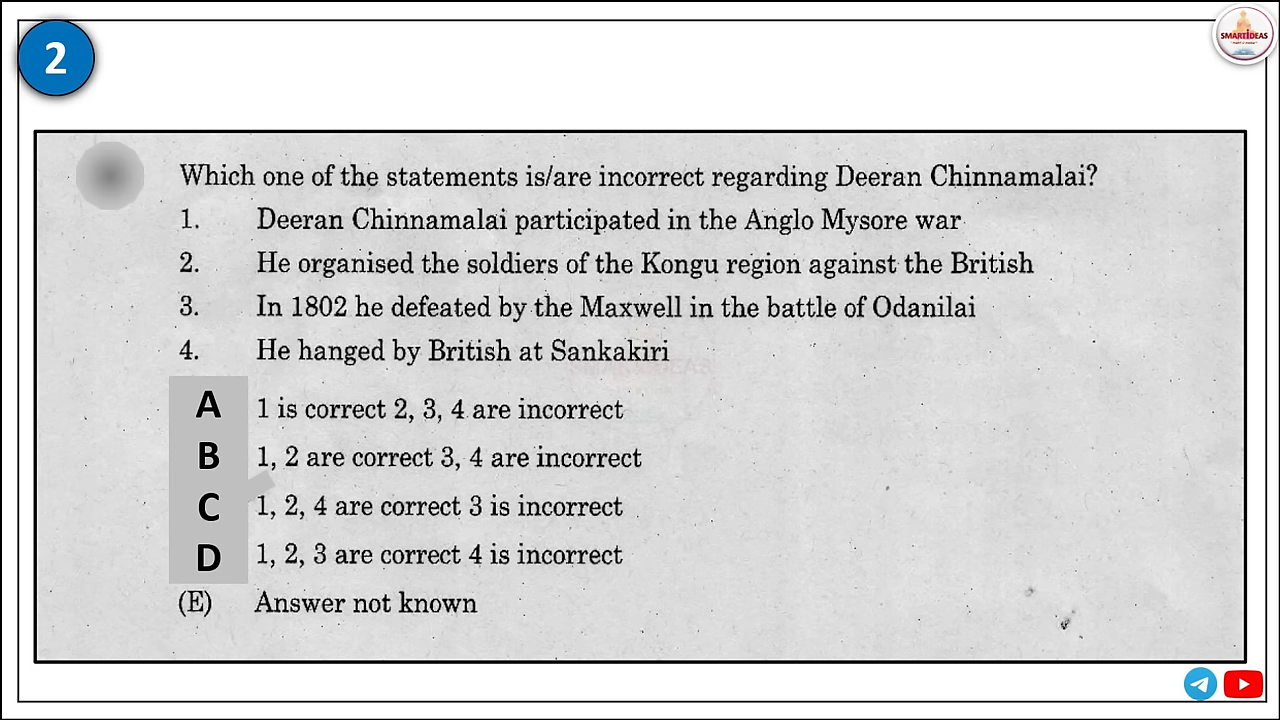 2
SMARTIDEAS
Which one of the statements is/are incorrect regarding Deeran Chinnamalai?
1. Deeran Chinnamalai participated in the Anglo Mysore war
2. He organised the soldiers of the Kongu region against the British
3. In 1802 he defeated by the Maxwell in the battle of Odanilai
4. He hanged by British at Sankakiri
A 1 is correct 2, 3, 4 are incorrect
B 1, 2 are correct 3, 4 are incorrect
C 1, 2, 4 are correct 3 is incorrect
D 1, 2, 3 are correct 4 is incorrect
(E) Answer not known